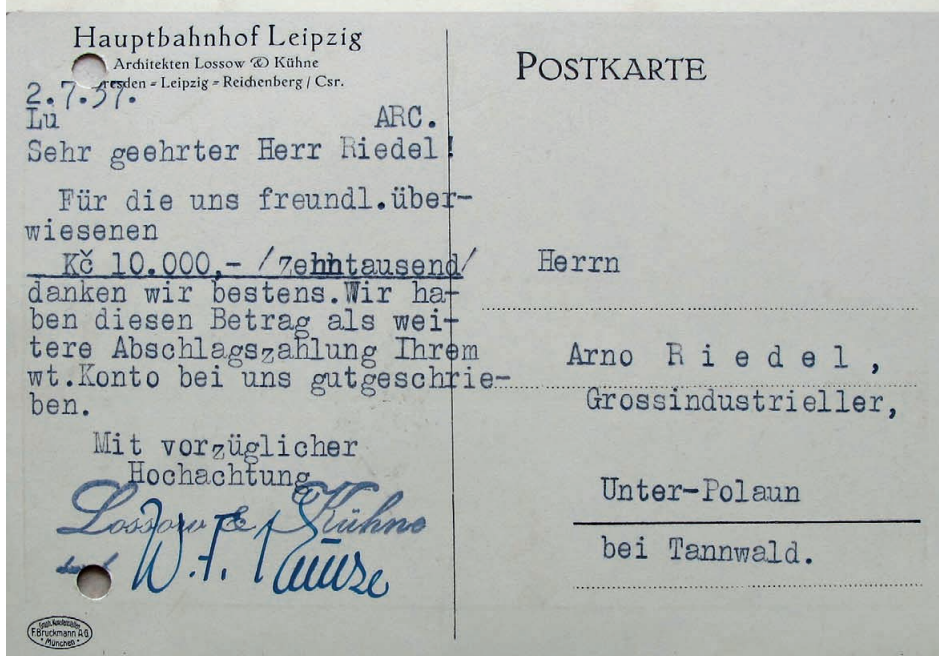 Hauptbahnhof Leipzig
Architekten Lossow & Kühne
resden - Leipzig - Reichenberg / Csr.
2.7.37.
Lu ARC.
Sehr geehrter Herr Riedel!
Für die uns freundl.über-
wiesenen
Kč 10.000,- /zehntausend/
danken wir bestens.Wir ha-
ben diesen Betrag als wei-
tere Abschlagszahlung Ihrem
wt.Konto bei uns gutgeschrie-
ben.
Mit vorzüglicher
Hochachtung
Lossow & Kühne
POSTKARTE
Herrn
Arno Riedel,
Grossindustrieller,
Unter-Polaun
bei Tannwald.
F.Bruckmann A.G.
München